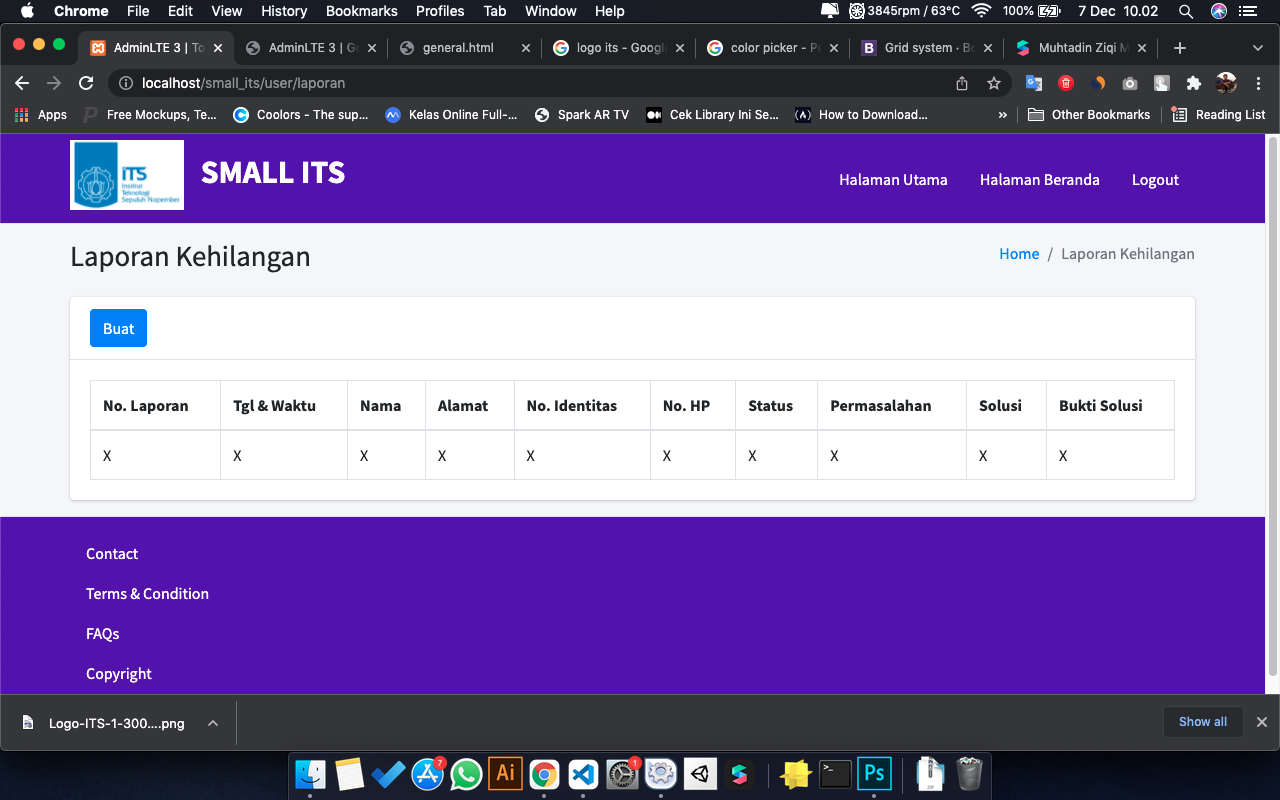 Chrome File Edit View History Bookmarks Profiles Tab Window Help 3845rpm / 63°C 100% 7 Dec 10.02
AdminLTE 3 | To AdminLTE 3 | Ge general.html logo its - Google color picker - Pe Grid system · Bo Muhtadin Ziqi M
localhost/small_its/user/laporan
Apps Free Mockups, Te... Coolors - The sup... Kelas Online Full-... Spark AR TV Cek Library Ini Se... How to Download... » Other Bookmarks Reading List
iTS
Institut
Teknologi
Sepuluh Nopember
SMALL ITS
Halaman Utama Halaman Beranda Logout
Laporan Kehilangan
Home / Laporan Kehilangan
Buat
No. Laporan Tgl & Waktu Nama Alamat No. Identitas No. HP Status Permasalahan Solusi Bukti Solusi
X X X X X X X X X X
Contact
Terms & Condition
FAQs
Copyright
Logo-ITS-1-300....png Show all
7 Ai 1 Ps